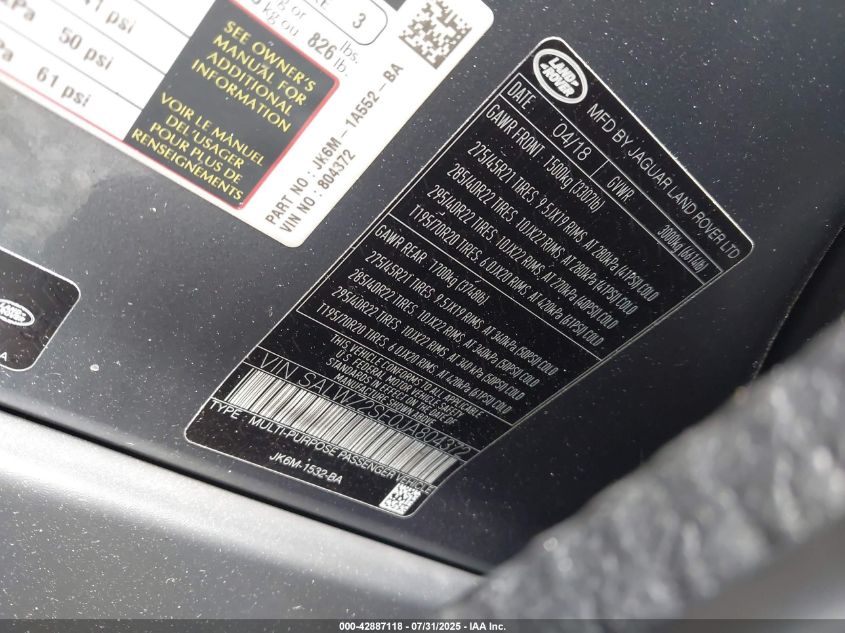 41 psi
50 psi
61 psi
3
kg ou 826 lb.
lbs.
SEE OWNER'S
MANUAL FOR
ADDITIONAL
INFORMATION
VOIR LE MANUEL
DE L'USAGER
POUR PLUS DE
RENSEIGNEMENTS
PART NO : JK6M - 1A552 - BA
VIN NO : 804372
LAND ROVER
MFD BY JAGUAR LAND ROVER LTD
DATE 04/18 GVWR 3000kg (6614lb)
GAWR FRONT 1500kg (3307lb)
275/45R21 TIRES 9.5JX19 RIMS AT 280kPa (41PSI) COLD
285/40R22 TIRES 10JX22 RIMS AT 280kPa (41PSI) COLD
295/40R22 TIRES 10JX22 RIMS AT 270kPa (40PSI) COLD
T195/70R20 TIRES 6.0JX20 RIMS AT 420kPa (61PSI) COLD
GAWR REAR 1700kg (3748lb)
275/45R21 TIRES 9.5JX19 RIMS AT 340kPa (50PSI) COLD
285/40R22 TIRES 10JX22 RIMS AT 340kPa (50PSI) COLD
295/40R22 TIRES 10JX22 RIMS AT 340kPa (50PSI) COLD
T195/70R20 TIRES 6.0JX20 RIMS AT 420kPa (61PSI) COLD
THIS VEHICLE CONFORMS TO ALL APPLICABLE
U.S. FEDERAL MOTOR VEHICLE SAFETY
STANDARDS IN EFFECT ON THE DATE OF
MANUFACTURE SHOWN ABOVE.
TYPE : MULTI-PURPOSE PASSENGER VEHICLE
JK6M-1532-BA
000-42887118 - 07/31/2025 - IAA Inc.